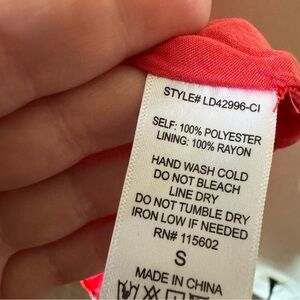 STYLE# LD42996-CI
SELF: 100% POLYESTER
LINING: 100% RAYON
HAND WASH COLD
DO NOT BLEACH
LINE DRY
DO NOT TUMBLE DRY
IRON LOW IF NEEDED
RN# 115602
S
MADE IN CHINA